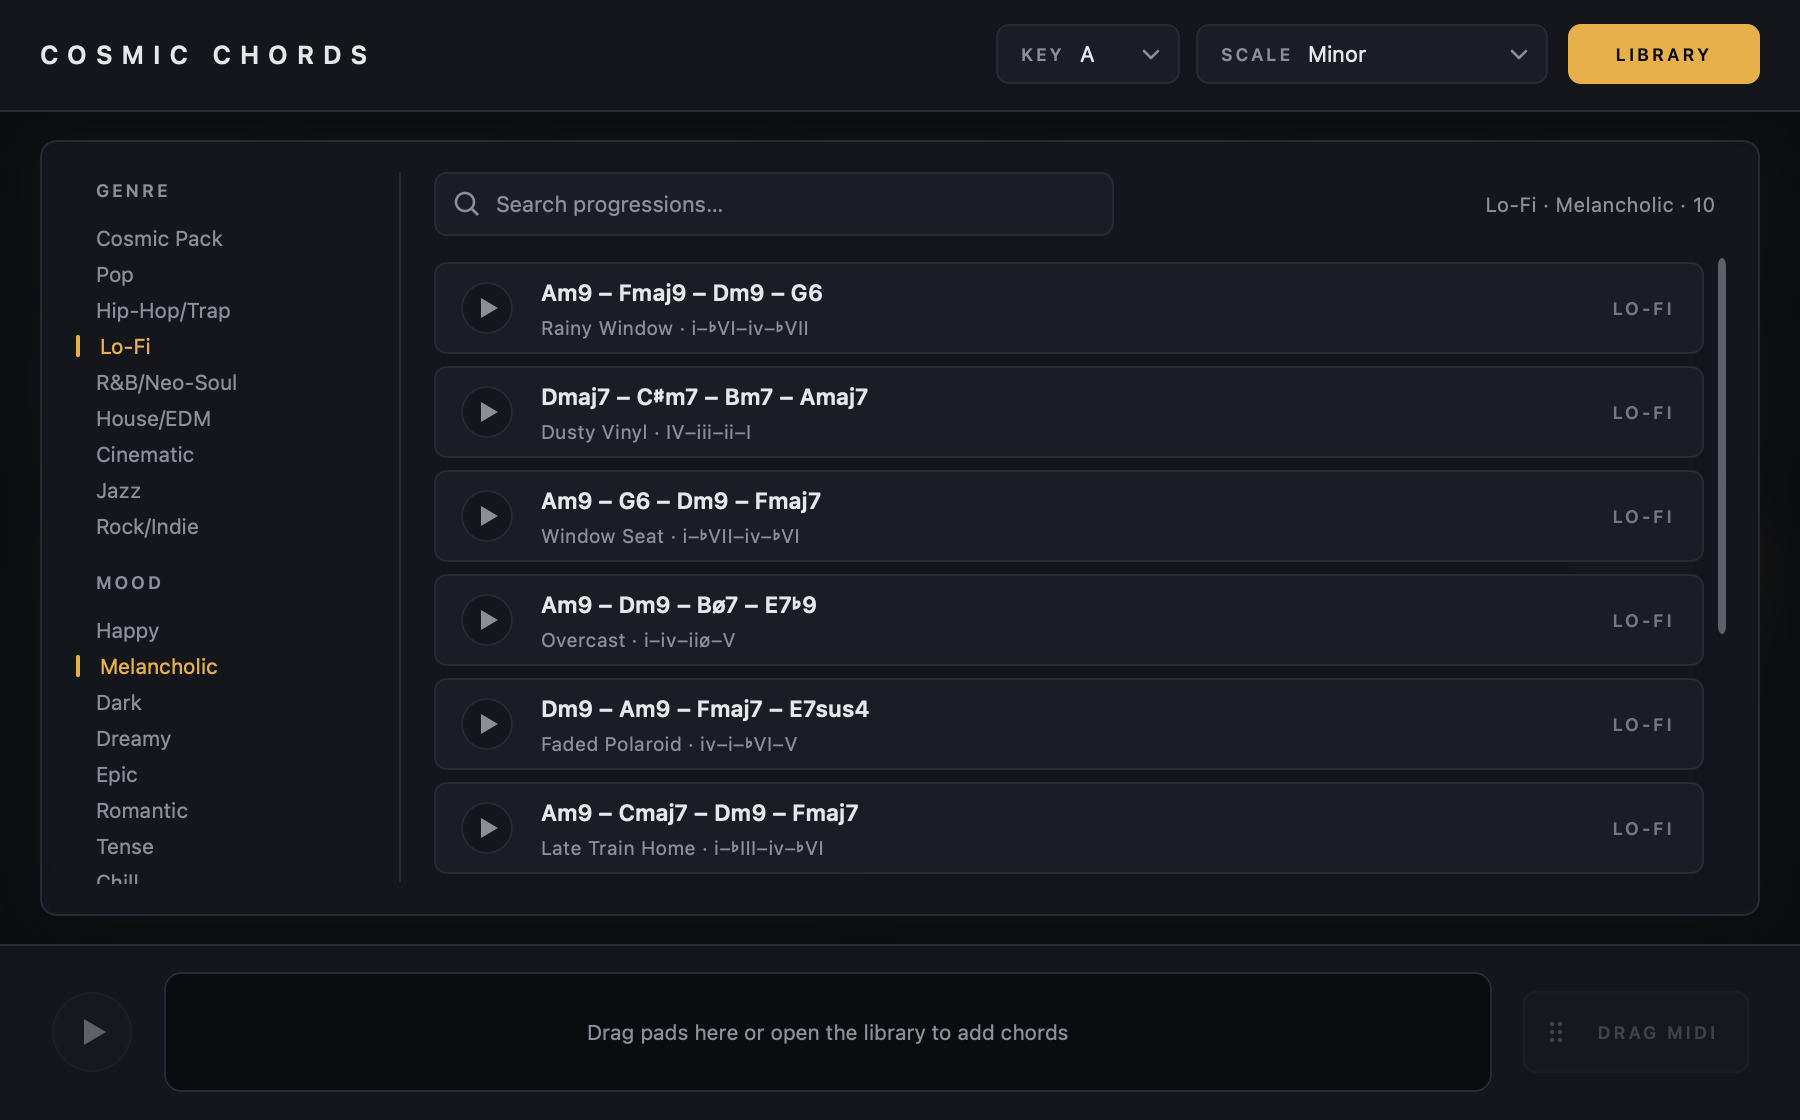 COSMIC CHORDS
KEY A
SCALE Minor
LIBRARY
GENRE
Cosmic Pack
Pop
Hip-Hop/Trap
Lo-Fi
R&B/Neo-Soul
House/EDM
Cinematic
Jazz
Rock/Indie
MOOD
Happy
Melancholic
Dark
Dreamy
Epic
Romantic
Tense
Chill
Search progressions...
Lo-Fi · Melancholic · 10
Am9 – Fmaj9 – Dm9 – G6
Rainy Window · i–♭VI–iv–♭VII
LO-FI
Dmaj7 – C♯m7 – Bm7 – Amaj7
Dusty Vinyl · IV–iii–ii–I
LO-FI
Am9 – G6 – Dm9 – Fmaj7
Window Seat · i–♭VII–iv–♭VI
LO-FI
Am9 – Dm9 – Bø7 – E7♭9
Overcast · i–iv–iiø–V
LO-FI
Dm9 – Am9 – Fmaj7 – E7sus4
Faded Polaroid · iv–i–♭VI–V
LO-FI
Am9 – Cmaj7 – Dm9 – Fmaj7
Late Train Home · i–♭III–iv–♭VI
LO-FI
Drag pads here or open the library to add chords
DRAG MIDI